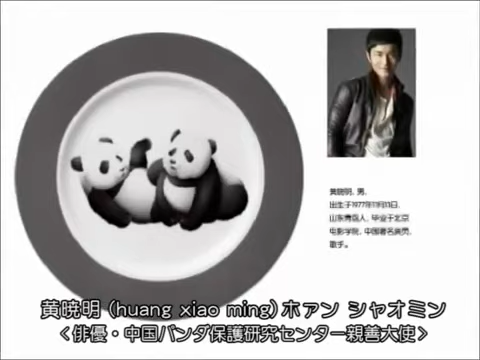 黄晓明，男，
出生于1977年11月13日，
山东青岛人，毕业于北京
电影学院，中国著名演员，
歌手。
黄暁明 (huang xiao ming) ホァン シャオミン
＜俳優・中国パンダ保護研究センター親善大使＞